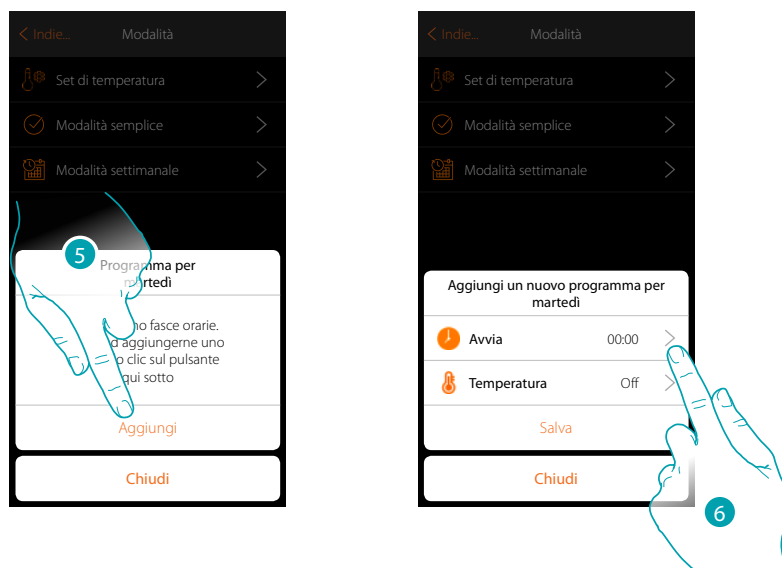 Indie... Modalità
Set di temperatura
Modalità semplice
Modalità settimanale
5
Programma per
martedì
fasce orarie.
aggiungerne uno
clic sul pulsante
qui sotto
Aggiungi
Chiudi
Indie... Modalità
Set di temperatura
Modalità semplice
Modalità settimanale
Aggiungi un nuovo programma per
martedì
Avvia 00:00
Temperatura Off
Salva
Chiudi
6